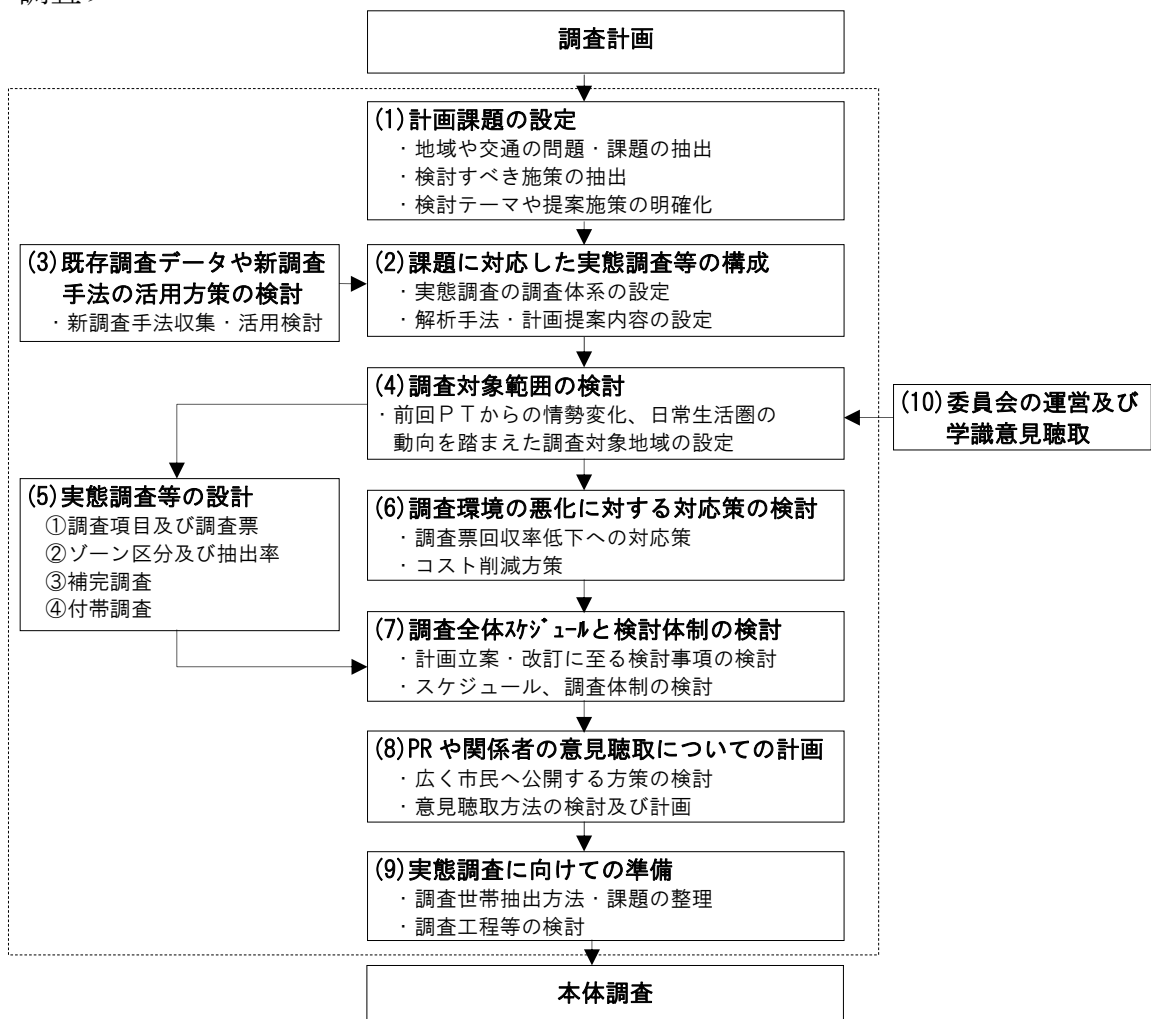 調査計画
(1)計画課題の設定
・地域や交通の問題・課題の抽出
・検討すべき施策の抽出
・検討テーマや提案施策の明確化
(3)既存調査データや新調査
手法の活用方策の検討
・新調査手法収集・活用検討
(2)課題に対応した実態調査等の構成
・実態調査の調査体系の設定
・解析手法・計画提案内容の設定
(4)調査対象範囲の検討
・前回ＰＴからの情勢変化、日常生活圏の
動向を踏まえた調査対象地域の設定
(10)委員会の運営及び
学識意見聴取
(5)実態調査等の設計
①調査項目及び調査票
②ゾーン区分及び抽出率
③補完調査
④付帯調査
(6)調査環境の悪化に対する対応策の検討
・調査票回収率低下への対応策
・コスト削減方策
(7)調査全体ｽｹｼﾞｭｰﾙと検討体制の検討
・計画立案・改訂に至る検討事項の検討
・スケジュール、調査体制の検討
(8)PRや関係者の意見聴取についての計画
・広く市民へ公開する方策の検討
・意見聴取方法の検討及び計画
(9)実態調査に向けての準備
・調査世帯抽出方法・課題の整理
・調査工程等の検討
本体調査